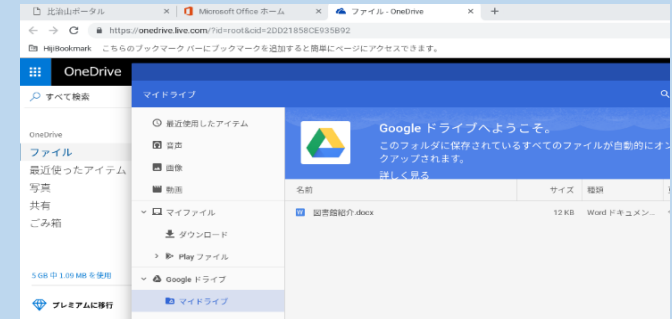 比治山ポータル
Microsoft Office ホーム
ファイル - OneDrive
https://onedrive.live.com/?id=root&cid=2DD21858CE935B92
HijiBookmark こちらのブックマーク バーにブックマークを追加すると簡単にページにアクセスできます。
OneDrive
すべて検索
OneDrive
ファイル
最近使ったアイテム
写真
共有
ごみ箱
5 GB 中 1.09 MB を使用
プレミアムに移行
マイドライブ
最近使用したアイテム
音声
画像
動画
マイファイル
ダウンロード
Play ファイル
Google ドライブ
マイドライブ
Google ドライブへようこそ。
このフォルダに保存されているすべてのファイルが自動的にオン
クアップされます。
詳しく見る
名前 サイズ 種類
図書館紹介.docx 12 KB Word ドキュメン...